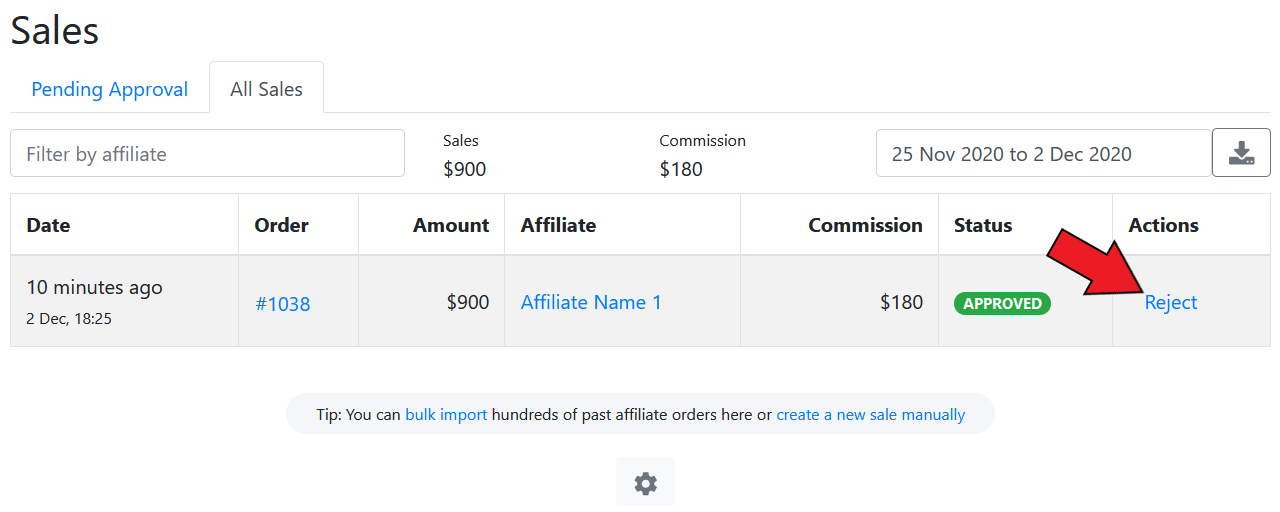 Sales
Pending Approval All Sales
Filter by affiliate Sales Commission 25 Nov 2020 to 2 Dec 2020
$900 $180
Date Order Amount Affiliate Commission Status Actions
10 minutes ago #1038 $900 Affiliate Name 1 $180 APPROVED Reject
2 Dec, 18:25
Tip: You can bulk import hundreds of past affiliate orders here or create a new sale manually